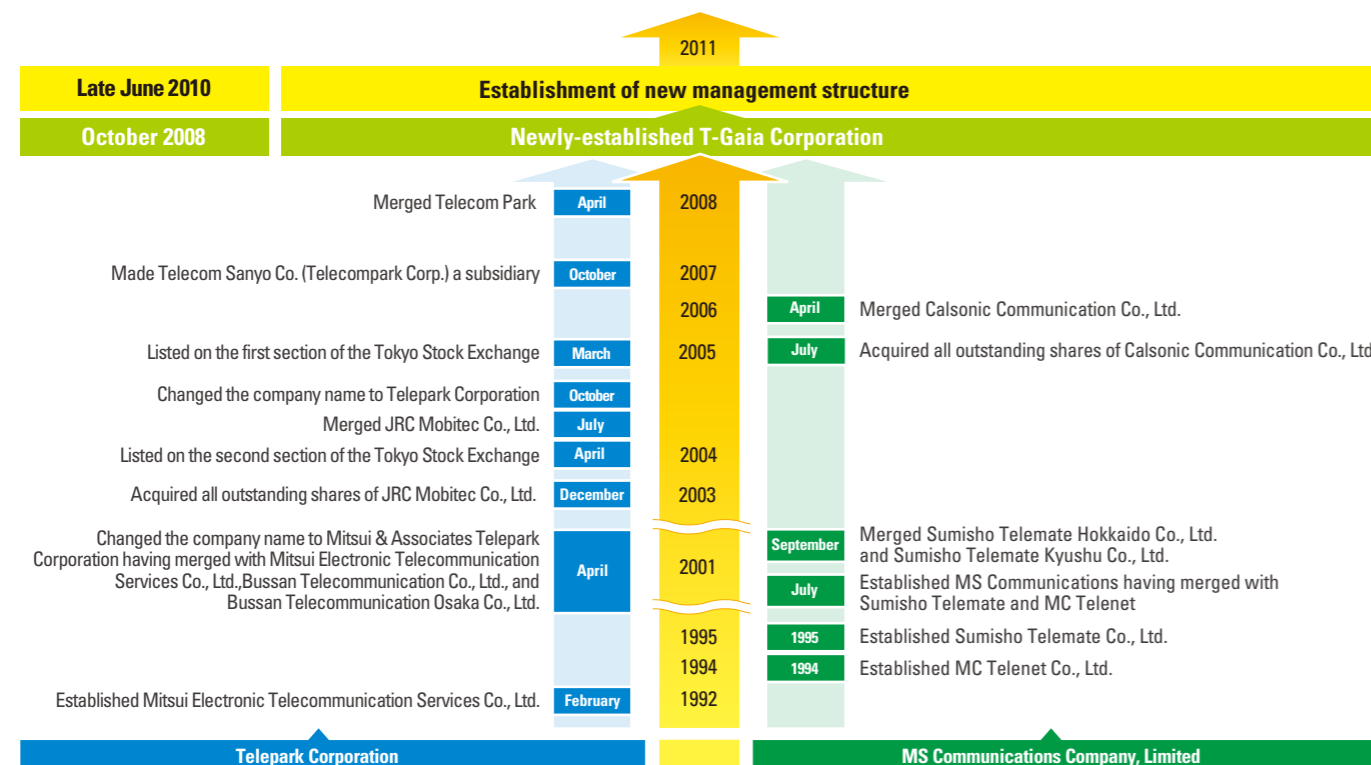 2011
Late June 2010 Establishment of new management structure
October 2008 Newly-established T-Gaia Corporation
Merged Telecom Park April 2008
Made Telecom Sanyo Co. (Telecompark Corp.) a subsidiary October 2007
2006 April Merged Calsonic Communication Co., Ltd.
Listed on the first section of the Tokyo Stock Exchange March 2005 July Acquired all outstanding shares of Calsonic Communication Co., Ltd
Changed the company name to Telepark Corporation October
Merged JRC Mobitec Co., Ltd. July
Listed on the second section of the Tokyo Stock Exchange April 2004
Acquired all outstanding shares of JRC Mobitec Co., Ltd. December 2003
Changed the company name to Mitsui & Associates Telepark
Corporation having merged with Mitsui Electronic Telecommunication
Services Co., Ltd.,Bussan Telecommunication Co., Ltd., and
Bussan Telecommunication Osaka Co., Ltd.
April 2001
September Merged Sumisho Telemate Hokkaido Co., Ltd.
and Sumisho Telemate Kyushu Co., Ltd.
July Established MS Communications having merged with
Sumisho Telemate and MC Telenet
1995 1995 Established Sumisho Telemate Co., Ltd.
1994 1994 Established MC Telenet Co., Ltd.
Established Mitsui Electronic Telecommunication Services Co., Ltd. February 1992
Telepark Corporation MS Communications Company, Limited